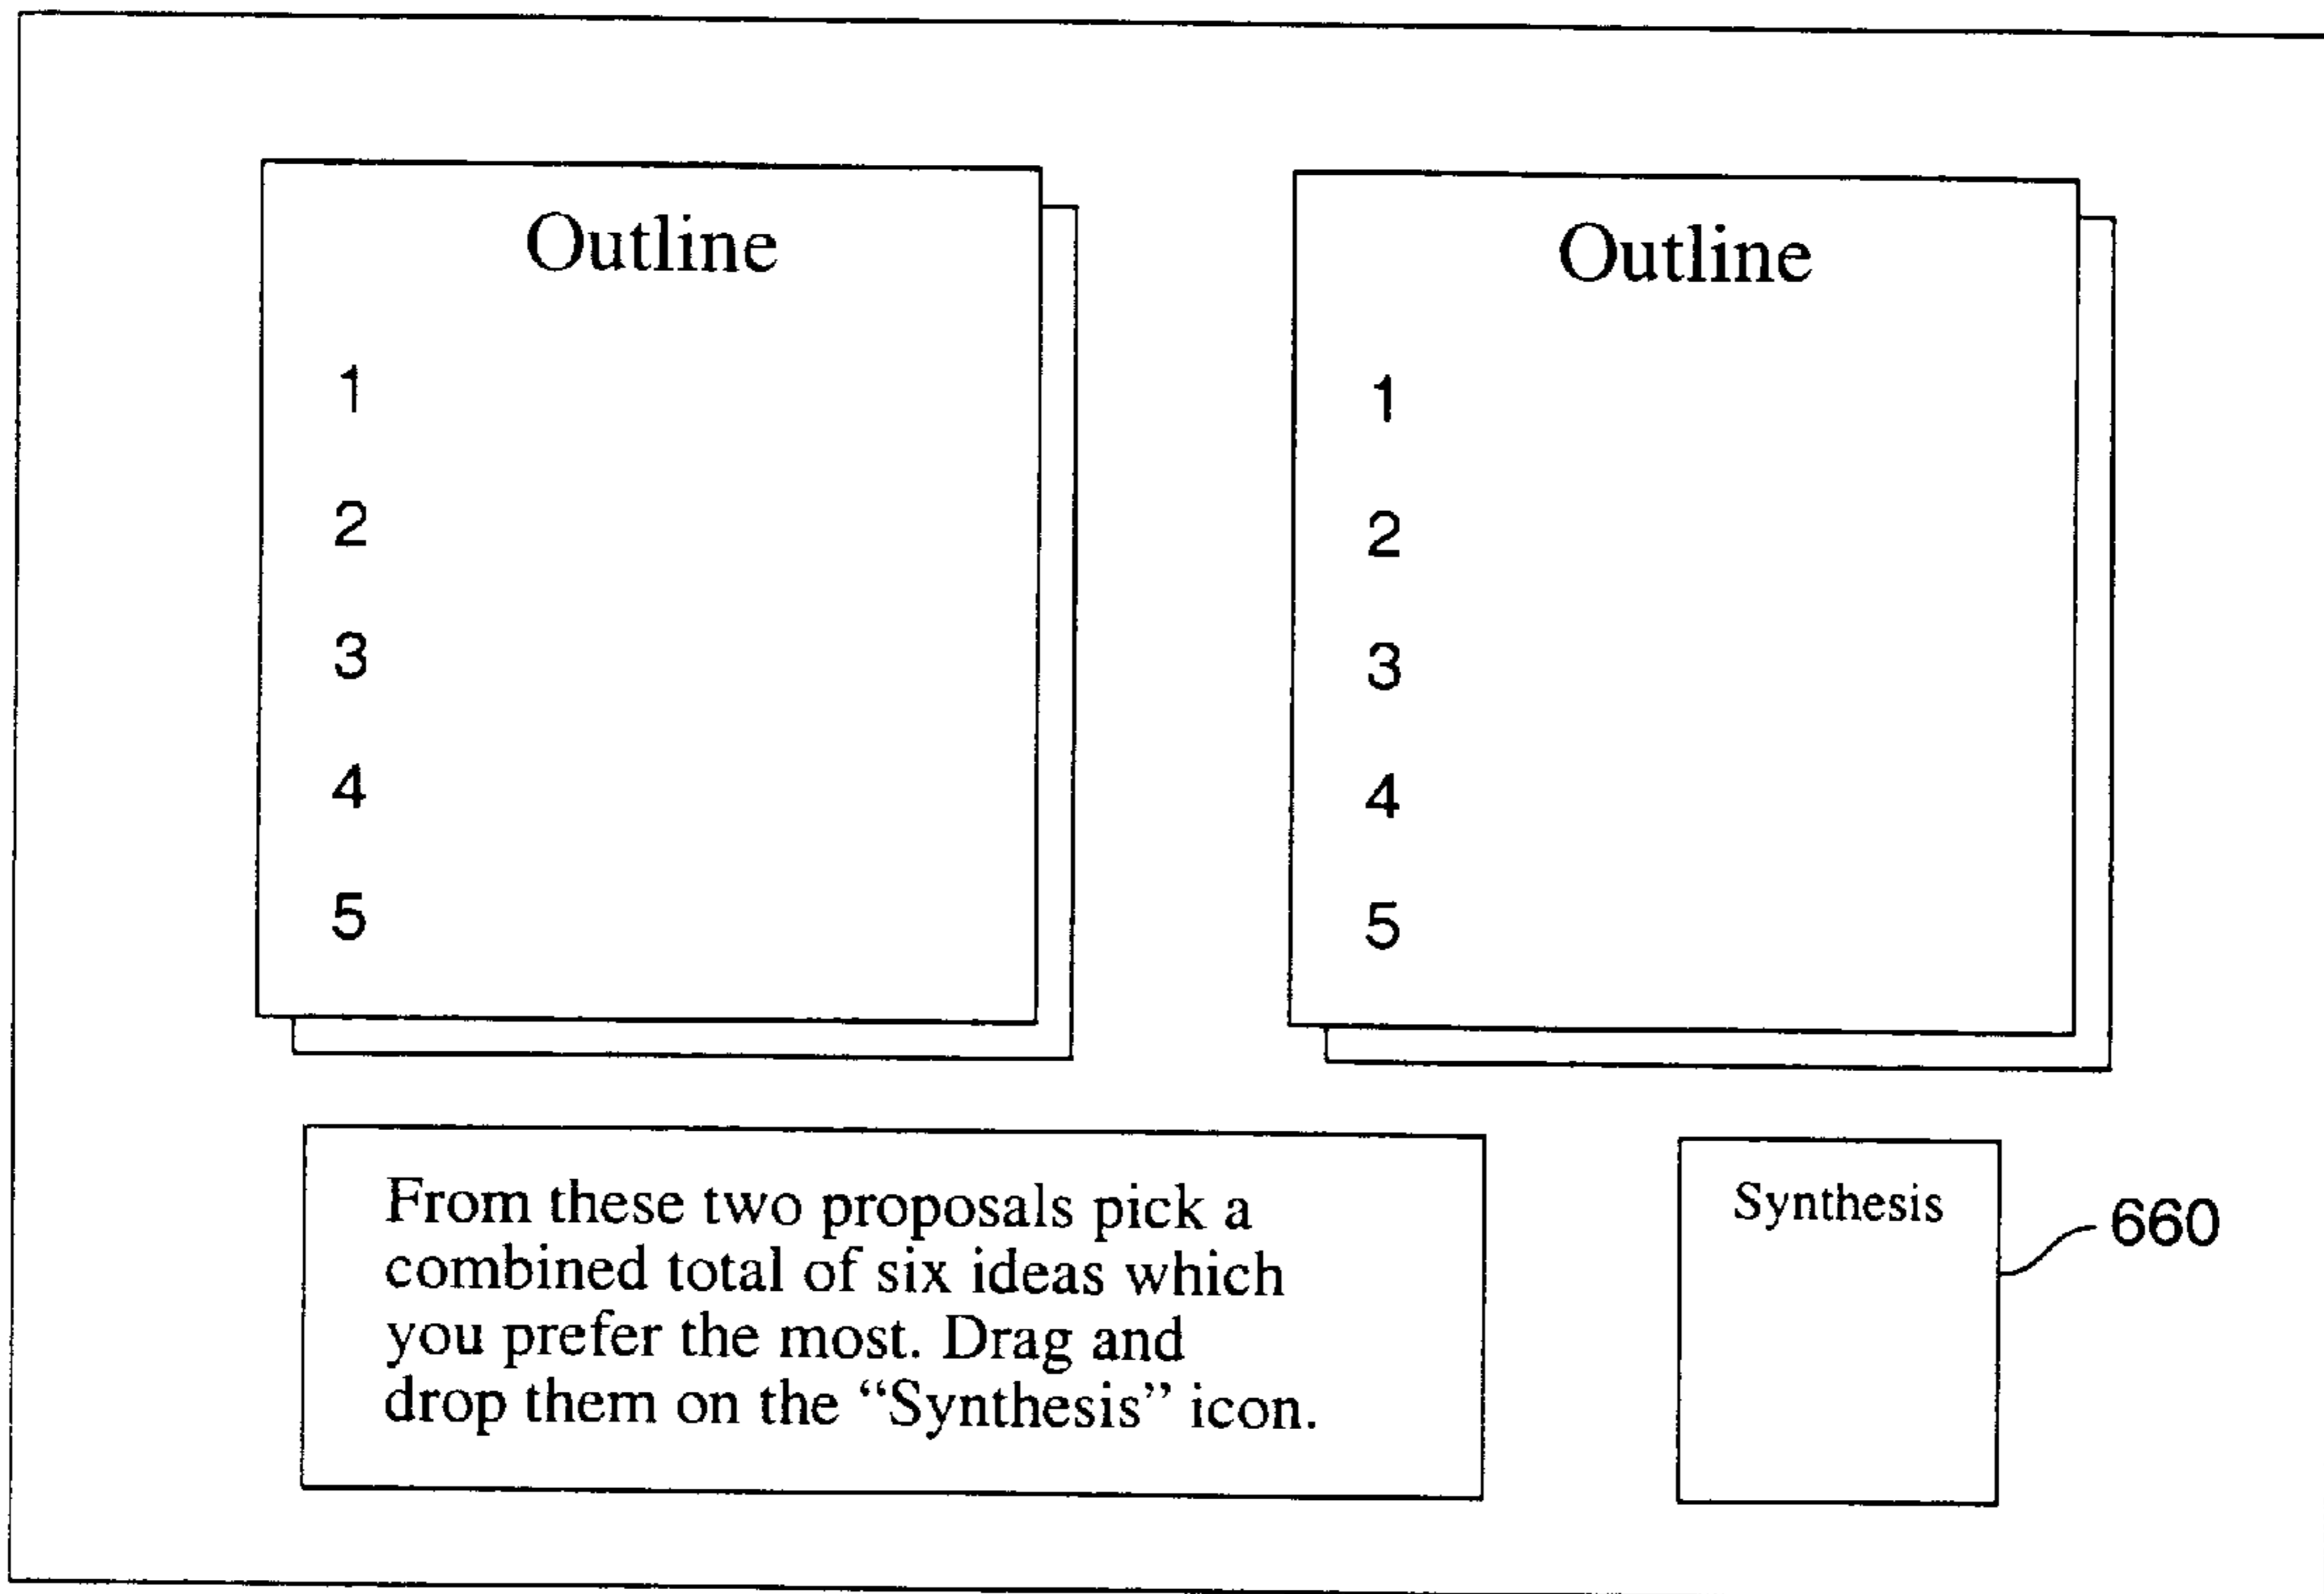 Outline
1
2
3
4
5
Outline
1
2
3
4
5
From these two proposals pick a
combined total of six ideas which
you prefer the most. Drag and
drop them on the “Synthesis” icon.
Synthesis
660